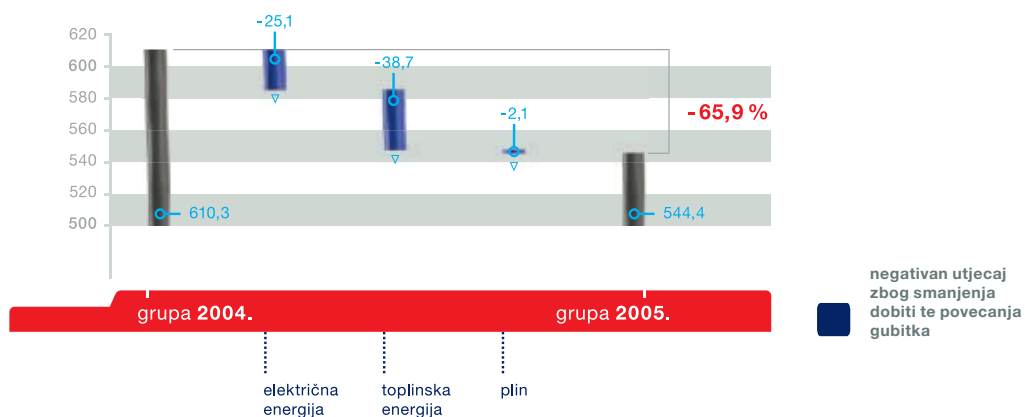 -25,1
620
600
-38,7
580
-2,1
-65,9 %
560
540
520
610,3
544,4
500
grupa 2004.
grupa 2005.
negativan utjecaj
zbog smanjenja
dobiti te povecanja
gubitka
električna
energija
toplinska
energija
plin